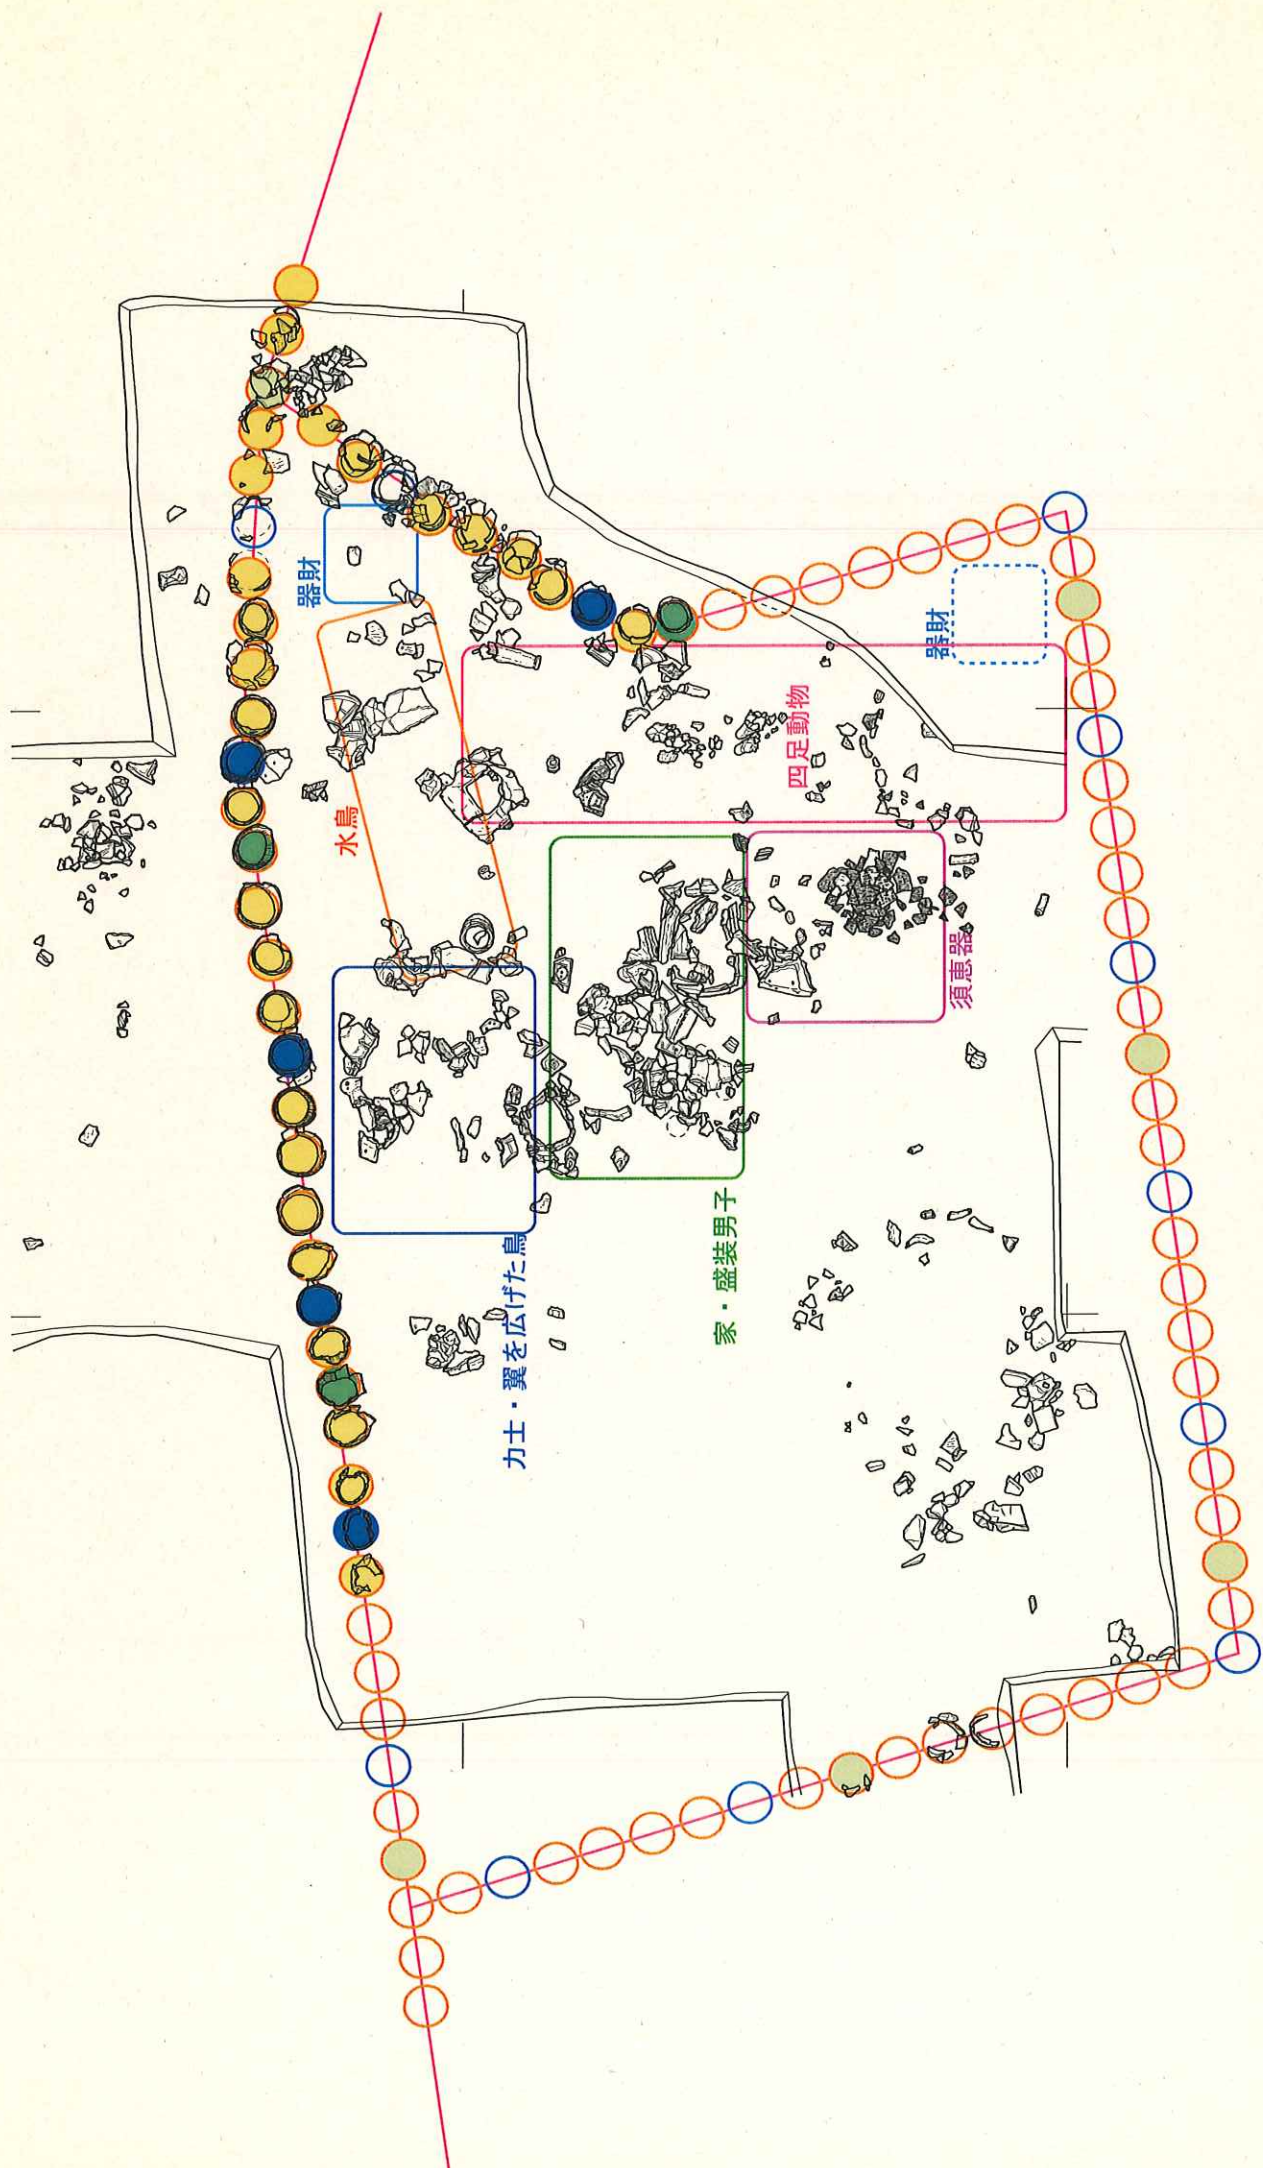 器財
水鳥
四足動物
器財
須恵器
家・盛装男子
力士・翼を広げた鳥